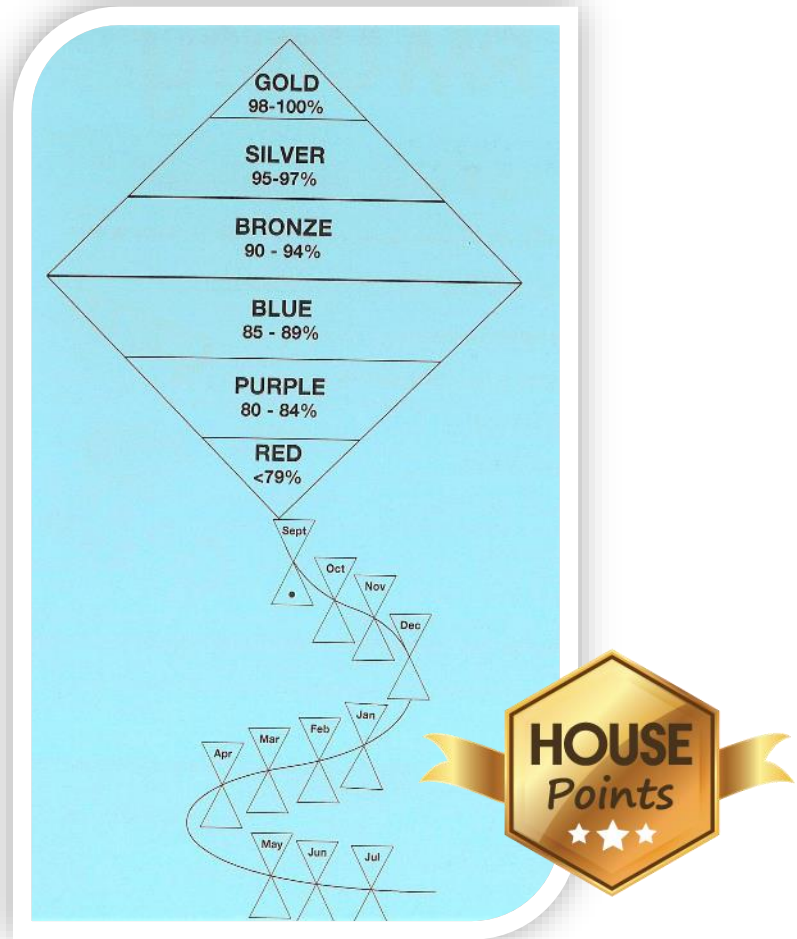 GOLD
98-100%
SILVER
95-97%
BRONZE
90 - 94%
BLUE
85 - 89%
PURPLE
80 - 84%
RED
<79%
Sept
Oct
Nov
Dec
Jan
Feb
Mar
Apr
May
Jun
Jul
HOUSE
Points